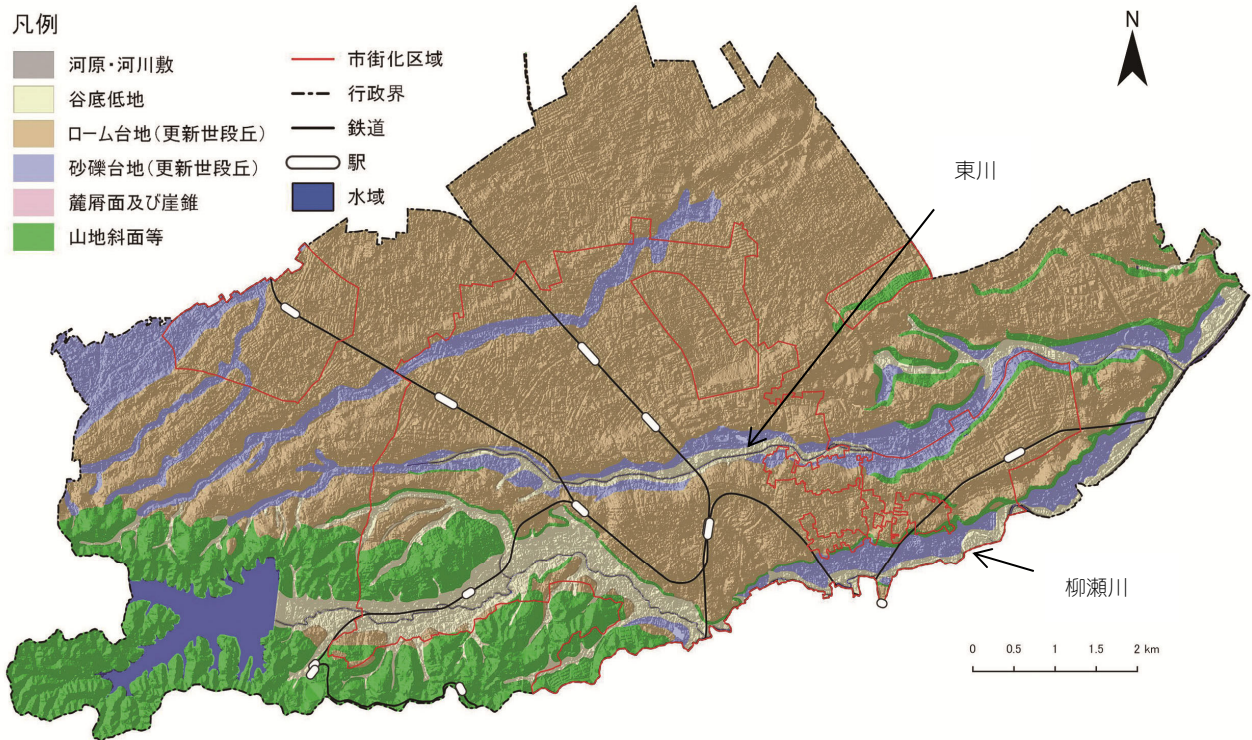 凡例
河原・河川敷
谷底低地
ローム台地(更新世段丘)
砂礫台地(更新世段丘)
麓屑面及び崖錐
山地斜面等
市街化区域
行政界
鉄道
駅
水域
N
東川
柳瀬川
0 0.5 1 1.5 2 km